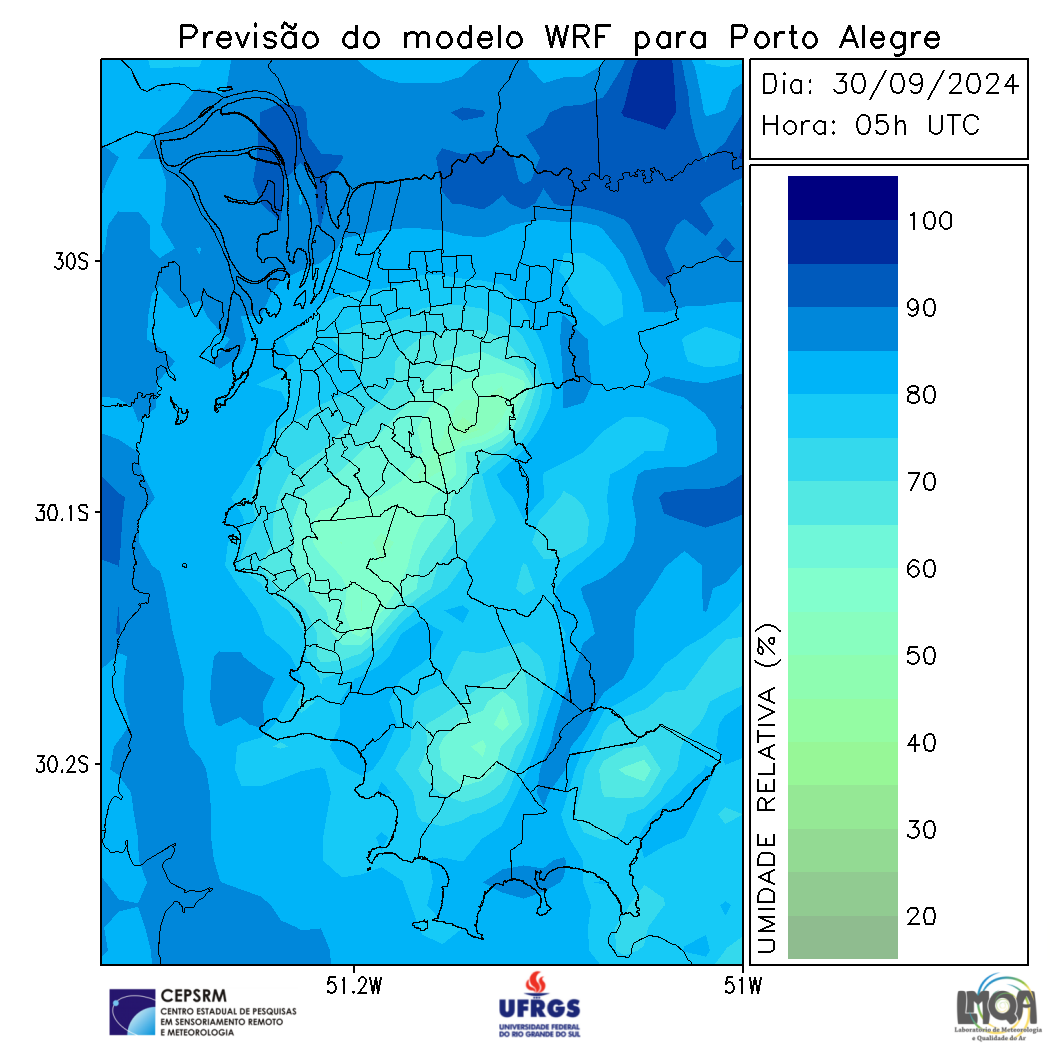 Previsão do modelo WRF para Porto Alegre
Dia: 30/09/2024
Hora: 05h UTC
30S
30.1S
30.2S
51.2W
51W
100
90
80
70
60
50
40
30
20
UMIDADE RELATIVA (%)
CEPSRM
CENTRO ESTADUAL DE PESQUISAS
EM SENSORIAMENTO REMOTO
E METEOROLOGIA
UFRGS
UNIVERSIDADE FEDERAL
DO RIO GRANDE DO SUL
LMQA
Laboratório de Meteorologia
e Qualidade do Ar